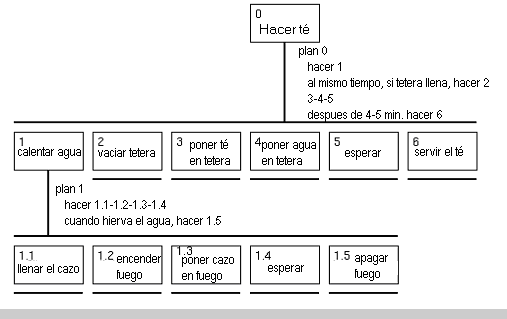 0
Hacer té
plan 0
hacer 1
al mismo tiempo, si tetera llena, hacer 2
3-4-5
despues de 4-5 min. hacer 6
1
calentar agua
2
vaciar tetera
3 poner té
en tetera
4 poner agua
en tetera
5
esperar
6
servir el té
plan 1
hacer 1.1-1.2-1.3-1.4
cuando hierva el agua, hacer 1.5
1.1
llenar el cazo
1.2 encender
fuego
1.3
poner cazo
en fuego
1.4
esperar
1.5 apagar
fuego